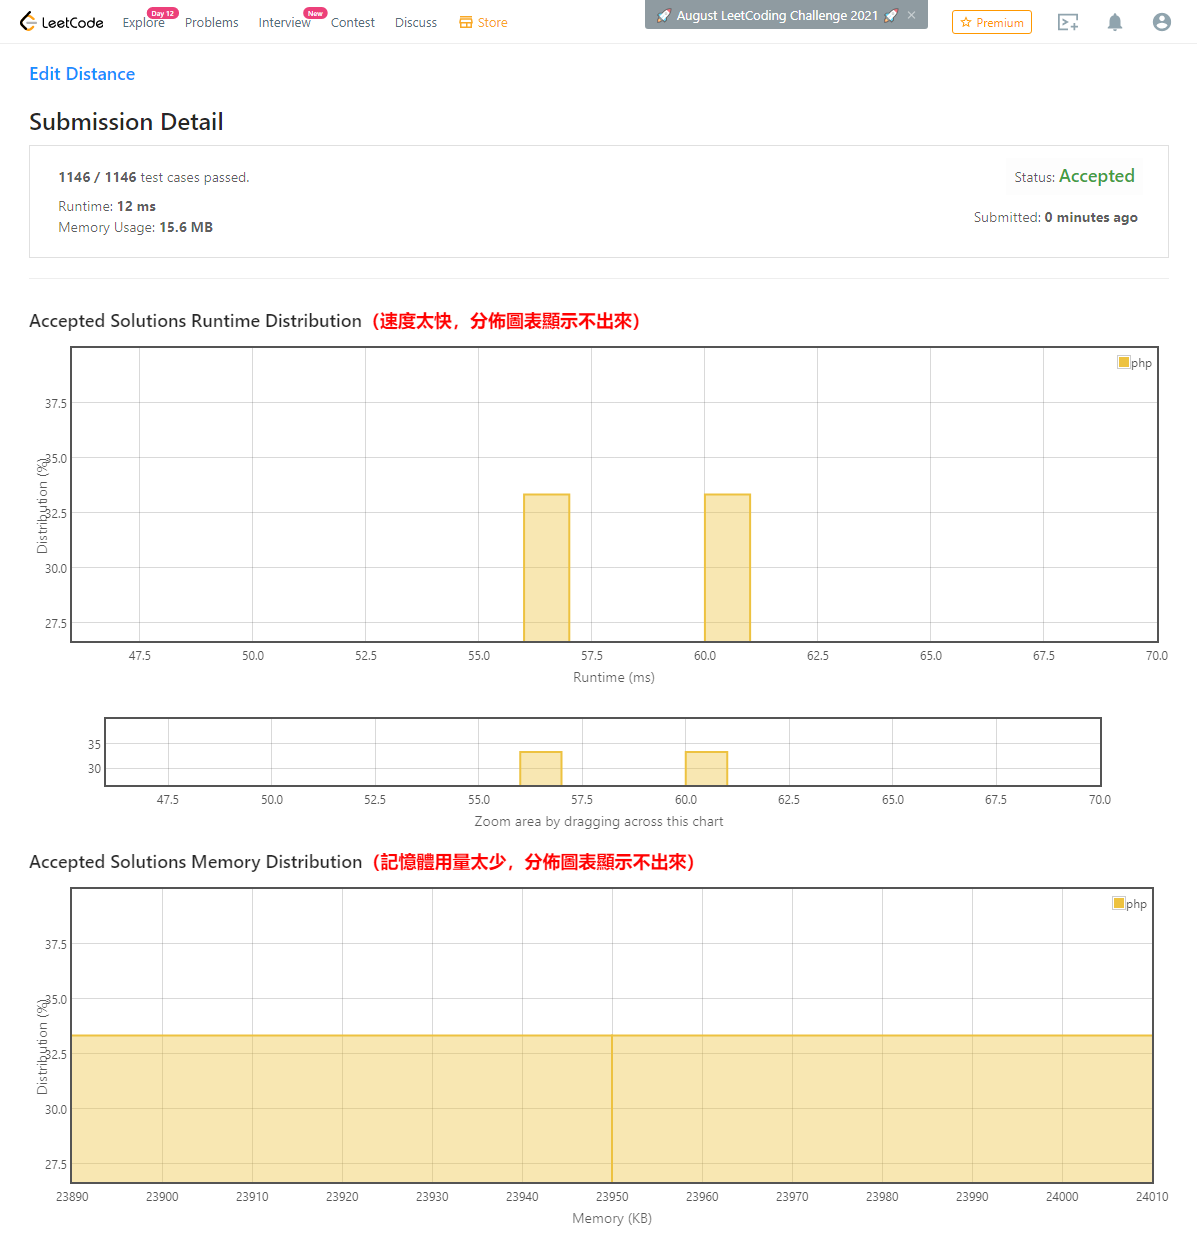 LeetCode Explore Day 12 Problems Interview New Contest Discuss Store August LeetCoding Challenge 2021 × Premium
Edit Distance
Submission Detail
1146 / 1146 test cases passed.
Status: Accepted
Runtime: 12 ms
Memory Usage: 15.6 MB
Submitted: 0 minutes ago
Accepted Solutions Runtime Distribution（速度太快，分佈圖表顯示不出來）
php
37.5
35.0
32.5
30.0
27.5
Distribution (%)
47.5 50.0 52.5 55.0 57.5 60.0 62.5 65.0 67.5 70.0
Runtime (ms)
35
30
47.5 50.0 52.5 55.0 57.5 60.0 62.5 65.0 67.5 70.0
Zoom area by dragging across this chart
Accepted Solutions Memory Distribution（記憶體用量太少，分佈圖表顯示不出來）
php
37.5
35.0
32.5
30.0
27.5
Distribution (%)
23890 23900 23910 23920 23930 23940 23950 23960 23970 23980 23990 24000 24010
Memory (KB)